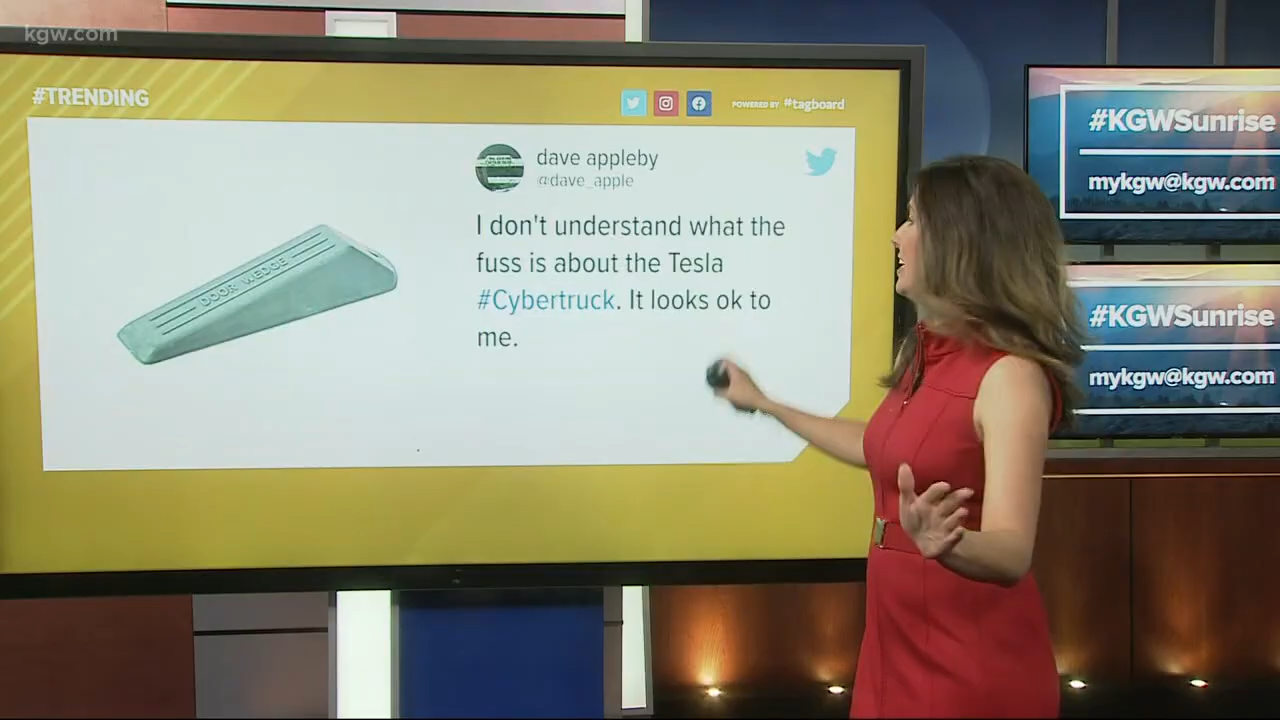 kgw.com
#TRENDING
POWERED BY #tagboard
dave appleby
@dave_apple
I don't understand what the
fuss is about the Tesla
#Cybertruck. It looks ok to
me.
DOOR WEDGE
#KGWSunrise
mykgw@kgw.com
#KGWSunrise
mykgw@kgw.com